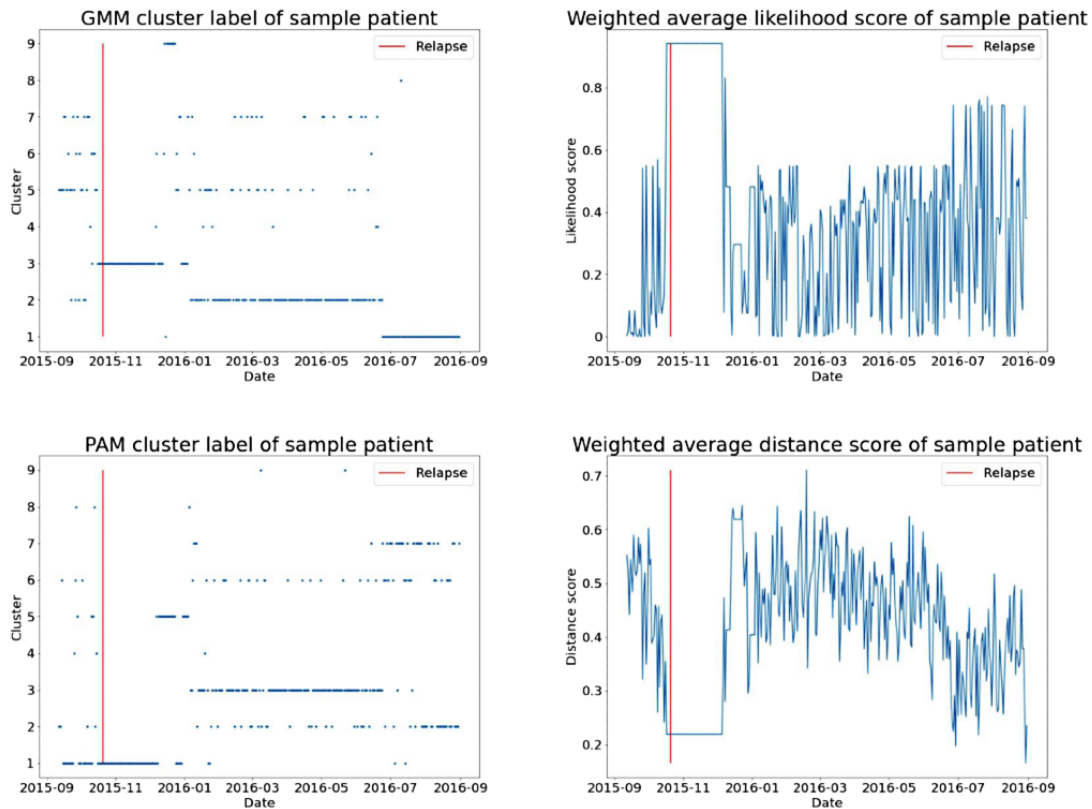 GMM cluster label of sample patient
Weighted average likelihood score of sample patient
9
8
7
6
5
4
3
2
1
Cluster
Relapse
2015-09 2015-11 2016-01 2016-03 2016-05 2016-07 2016-09
Date
0.8
0.6
0.4
0.2
0
Likelihood score
Relapse
2015-09 2015-11 2016-01 2016-03 2016-05 2016-07 2016-09
Date
PAM cluster label of sample patient
Weighted average distance score of sample patient
9
8
7
6
5
4
3
2
1
Cluster
Relapse
2015-09 2015-11 2016-01 2016-03 2016-05 2016-07 2016-09
Date
0.7
0.6
0.5
0.4
0.3
0.2
Distance score
Relapse
2015-09 2015-11 2016-01 2016-03 2016-05 2016-07 2016-09
Date